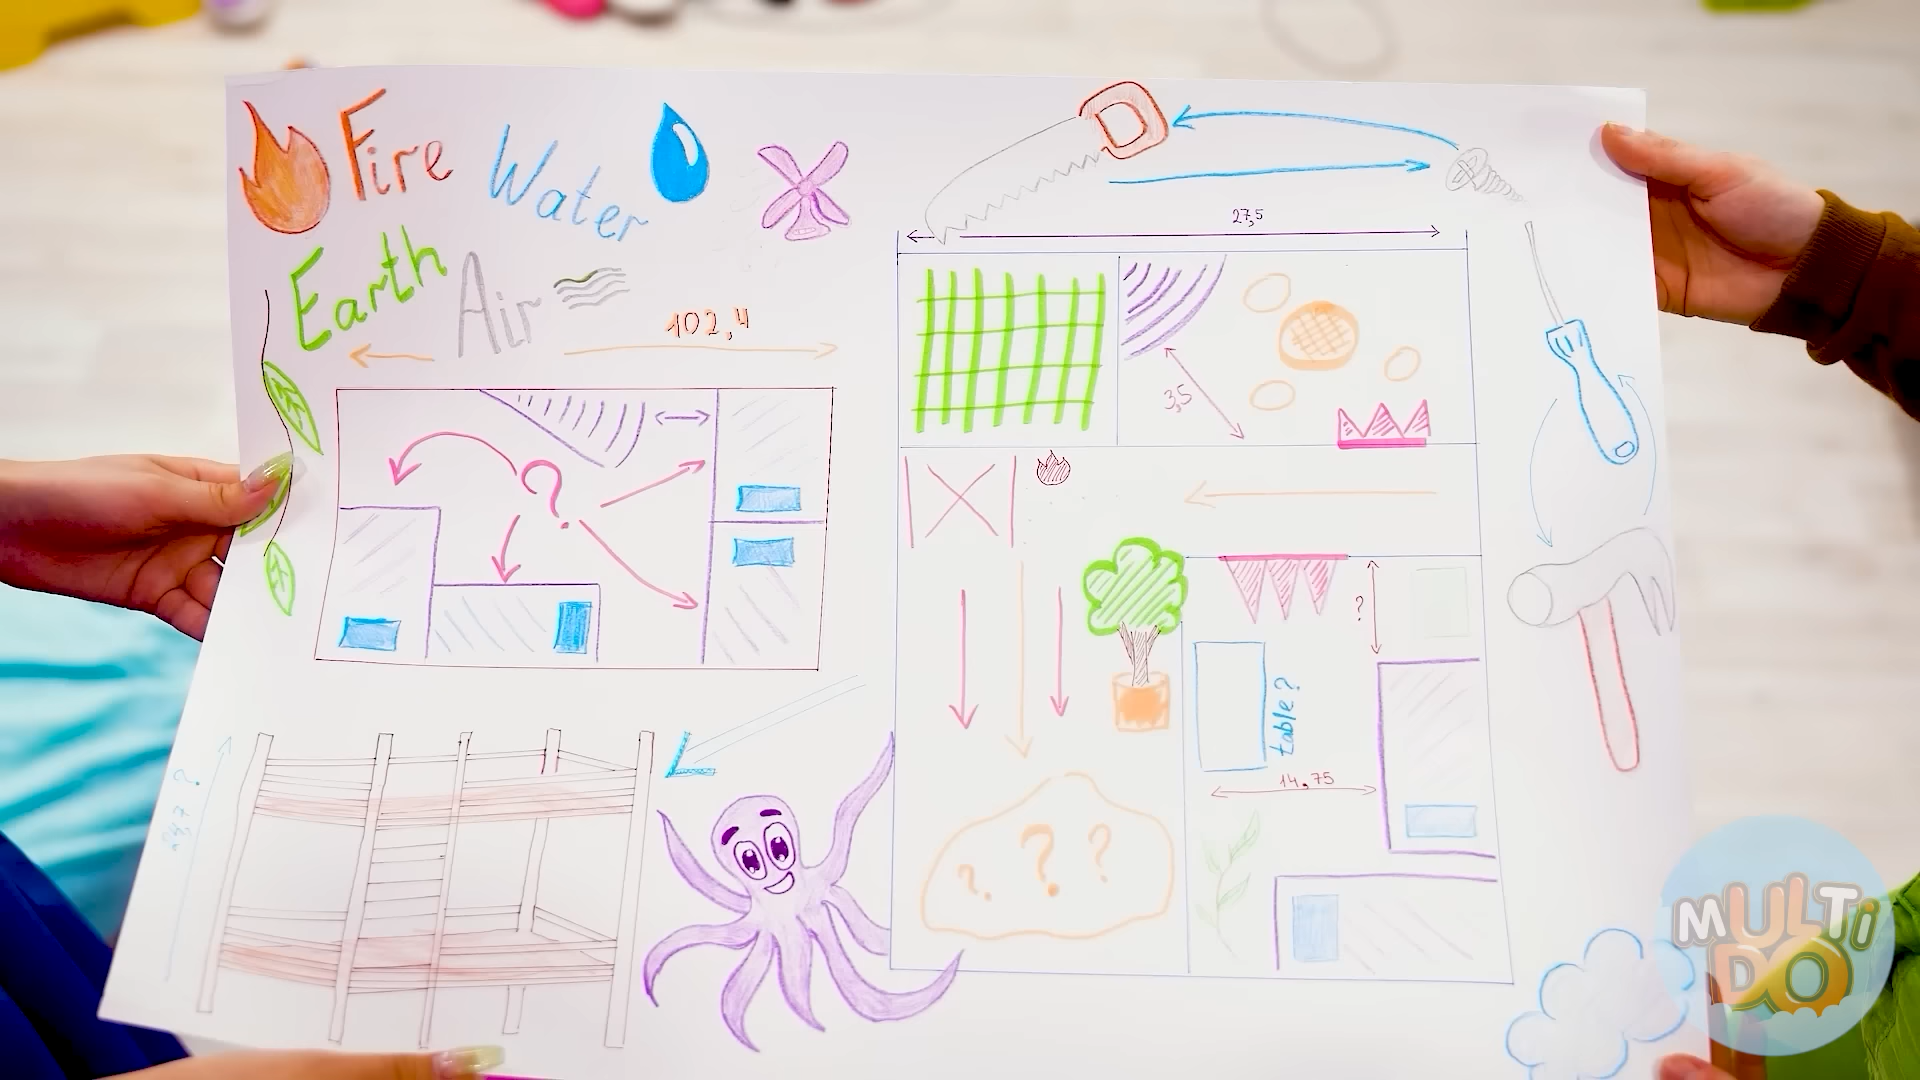 Fire
Water
Earth
Air
102,4
?
27,5
3,5
?
table?
14,75
? ? ?
?
MULTi
DO